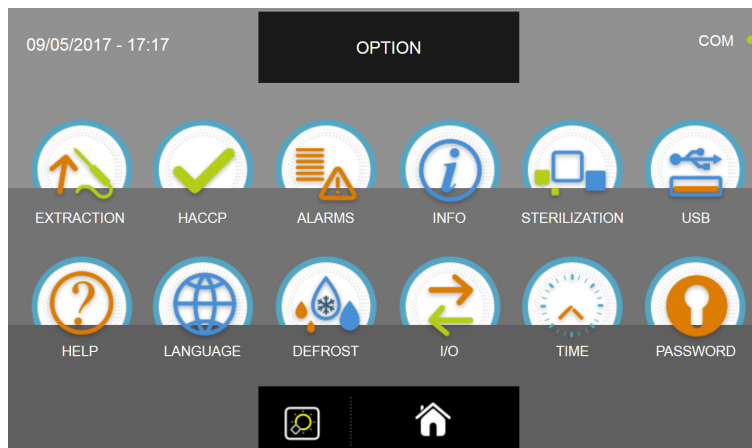 09/05/2017 - 17:17
OPTION
COM
EXTRACTION
HACCP
ALARMS
INFO
STERILIZATION
USB
HELP
LANGUAGE
DEFROST
I/O
TIME
PASSWORD